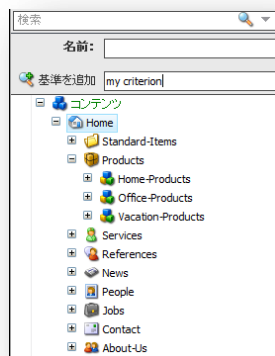 検索
名前:
基準を追加 my criterion
コンテンツ
Home
Standard-Items
Products
Home-Products
Office-Products
Vacation-Products
Services
References
News
People
Jobs
Contact
About-Us